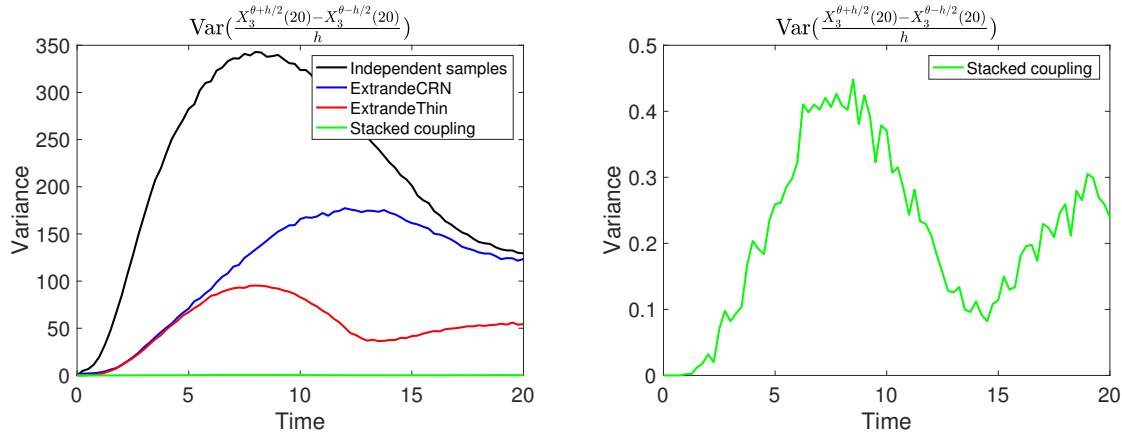 Var(\frac{X_3^{θ+h/2}(20)−X_3^{θ−h/2}(20)}{h})
350
300
250
200
150
100
50
0
Variance
Independent samples
ExtrandeCRN
ExtrandeThin
Stacked coupling
0 5 10 15 20
Time
Var(\frac{X_3^{θ+h/2}(20)−X_3^{θ−h/2}(20)}{h})
0.5
0.4
0.3
0.2
0.1
0
Variance
Stacked coupling
0 5 10 15 20
Time